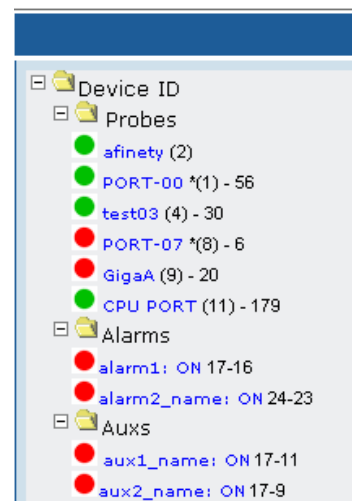 Device ID
Probes
afinety (2)
PORT-00 *(1) - 56
test03 (4) - 30
PORT-07 *(8) - 6
GigaA (9) - 20
CPU PORT (11) - 179
Alarms
alarm1: ON 17-16
alarm2_name: ON 24-23
Auxs
aux1_name: ON 17-11
aux2_name: ON 17-9